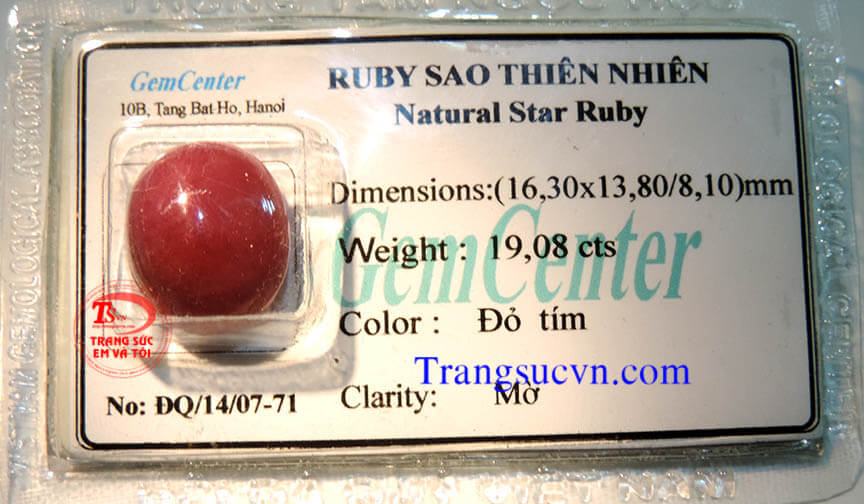 GemCenter
10B, Tang Bat Ho, Hanoi
RUBY SAO THIÊN NHIÊN
Natural Star Ruby
Dimensions:(16,30x13,80/8,10)mm
GemCenter
Weight : 19,08 cts
Color : Đỏ tím
Trangsucvn.com
Clarity: Mờ
No: ĐQ/14/07-71
TSVN
TRANG SỨC
EM VÀ TÔI